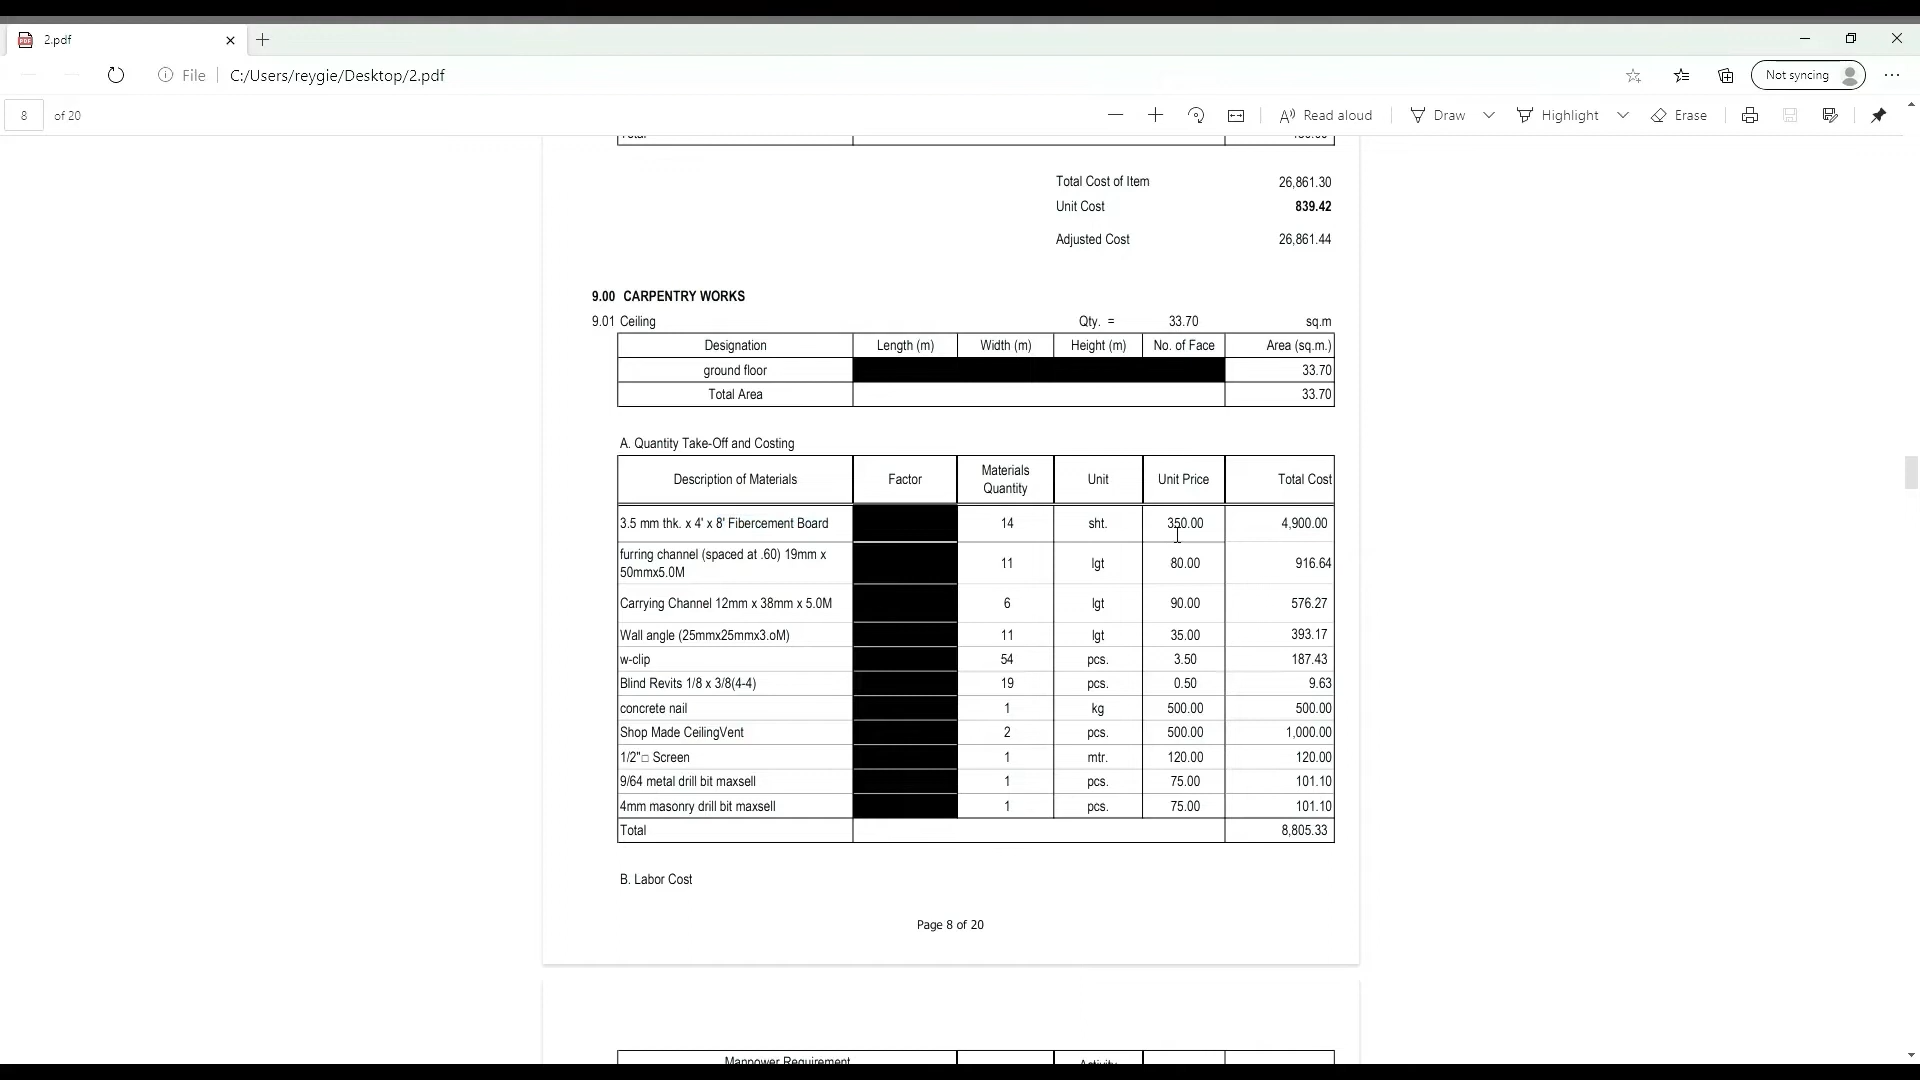 2.pdf
File C:/Users/reygie/Desktop/2.pdf Not syncing
8 of 20 Read aloud Draw Highlight Erase
Total Cost of Item 26,861.30
Unit Cost 839.42
Adjusted Cost 26,861.44
9.00 CARPENTRY WORKS
9.01 Ceiling Qty. = 33.70 sq.m
Designation Length (m) Width (m) Height (m) No. of Face Area (sq.m.)
ground floor 33.70
Total Area 33.70
A. Quantity Take-Off and Costing
Description of Materials Factor Materials Quantity Unit Unit Price Total Cost
3.5 mm thk. x 4' x 8' Fibercement Board 14 sht. 350.00 4,900.00
furring channel (spaced at .60) 19mm x
50mmx5.0M 11 lgt 80.00 916.64
Carrying Channel 12mm x 38mm x 5.0M 6 lgt 90.00 576.27
Wall angle (25mmx25mmx3.oM) 11 lgt 35.00 393.17
w-clip 54 pcs. 3.50 187.43
Blind Revits 1/8 x 3/8(4-4) 19 pcs. 0.50 9.63
concrete nail 1 kg 500.00 500.00
Shop Made CeilingVent 2 pcs. 500.00 1,000.00
1/2"□ Screen 1 mtr. 120.00 120.00
9/64 metal drill bit maxsell 1 pcs. 75.00 101.10
4mm masonry drill bit maxsell 1 pcs. 75.00 101.10
Total 8,805.33
B. Labor Cost
Page 8 of 20
Manpower Requirement Activity